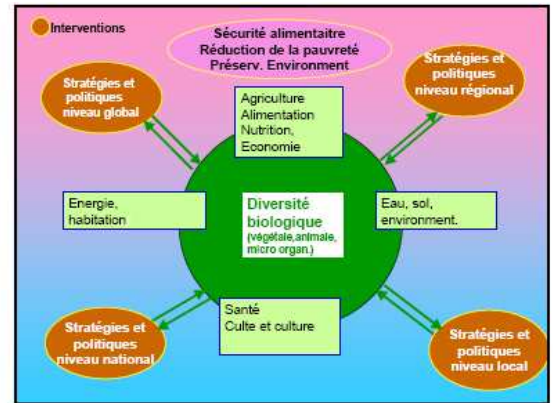 Interventions
Sécurité alimentaitre
Réduction de la pauvreté
Préserv. Environment
Stratégies et
politiques
niveau global
Stratégies et
politiques
niveau régional
Agriculture
Alimentation
Nutrition,
Economie
Energie,
habitation
Diversité
biologique
(végétale,animale,
micro organ.)
Eau, sol,
environment.
Santé
Culte et culture
Stratégies et
politiques
niveau national
Stratégies et
politiques
niveau local